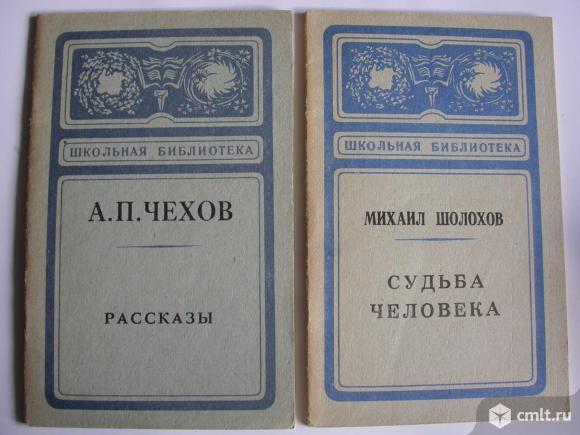 ШКОЛЬНАЯ БИБЛИОТЕКА
А.П.ЧЕХОВ
РАССКАЗЫ
ШКОЛЬНАЯ БИБЛИОТЕКА
МИХАИЛ ШОЛОХОВ
СУДЬБА
ЧЕЛОВЕКА
cmlt.ru